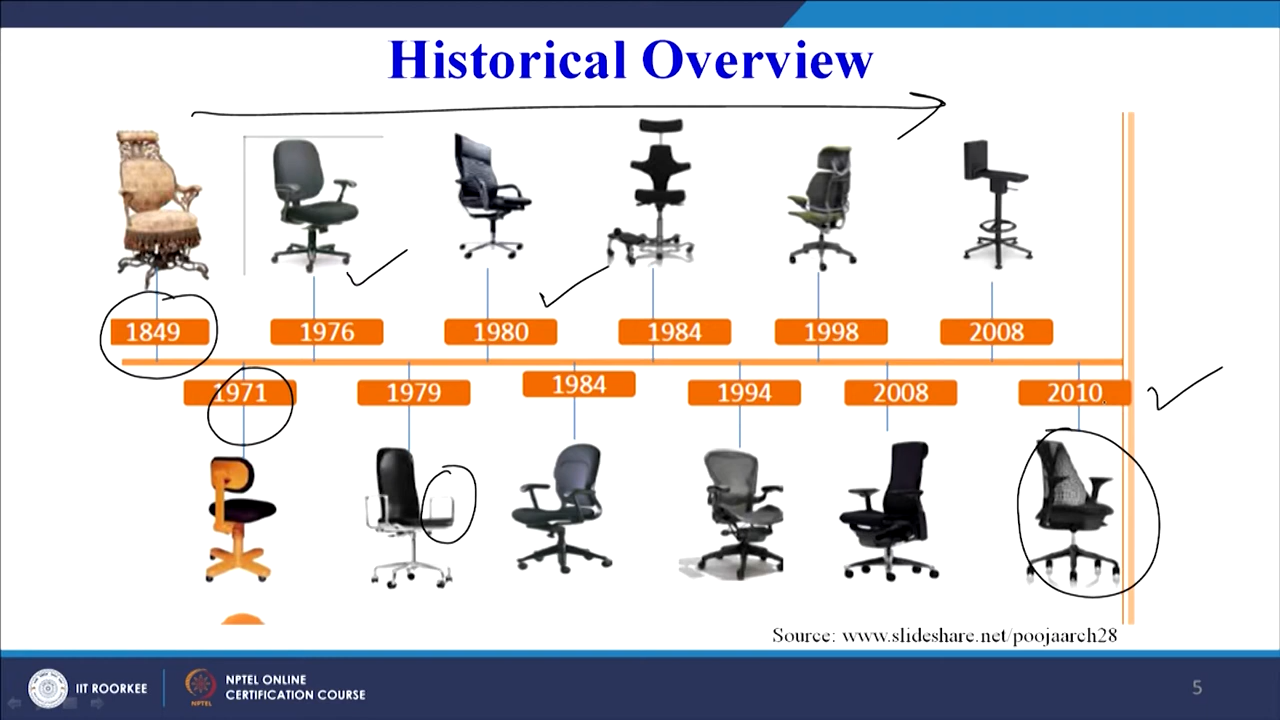 Historical Overview
1849
1976
1980
1984
1998
2008
1971
1979
1984
1994
2008
2010
Source: www.slideshare.net/poojaarch28
IIT ROORKEE
NPTEL ONLINE
CERTIFICATION COURSE
NPTEL
5